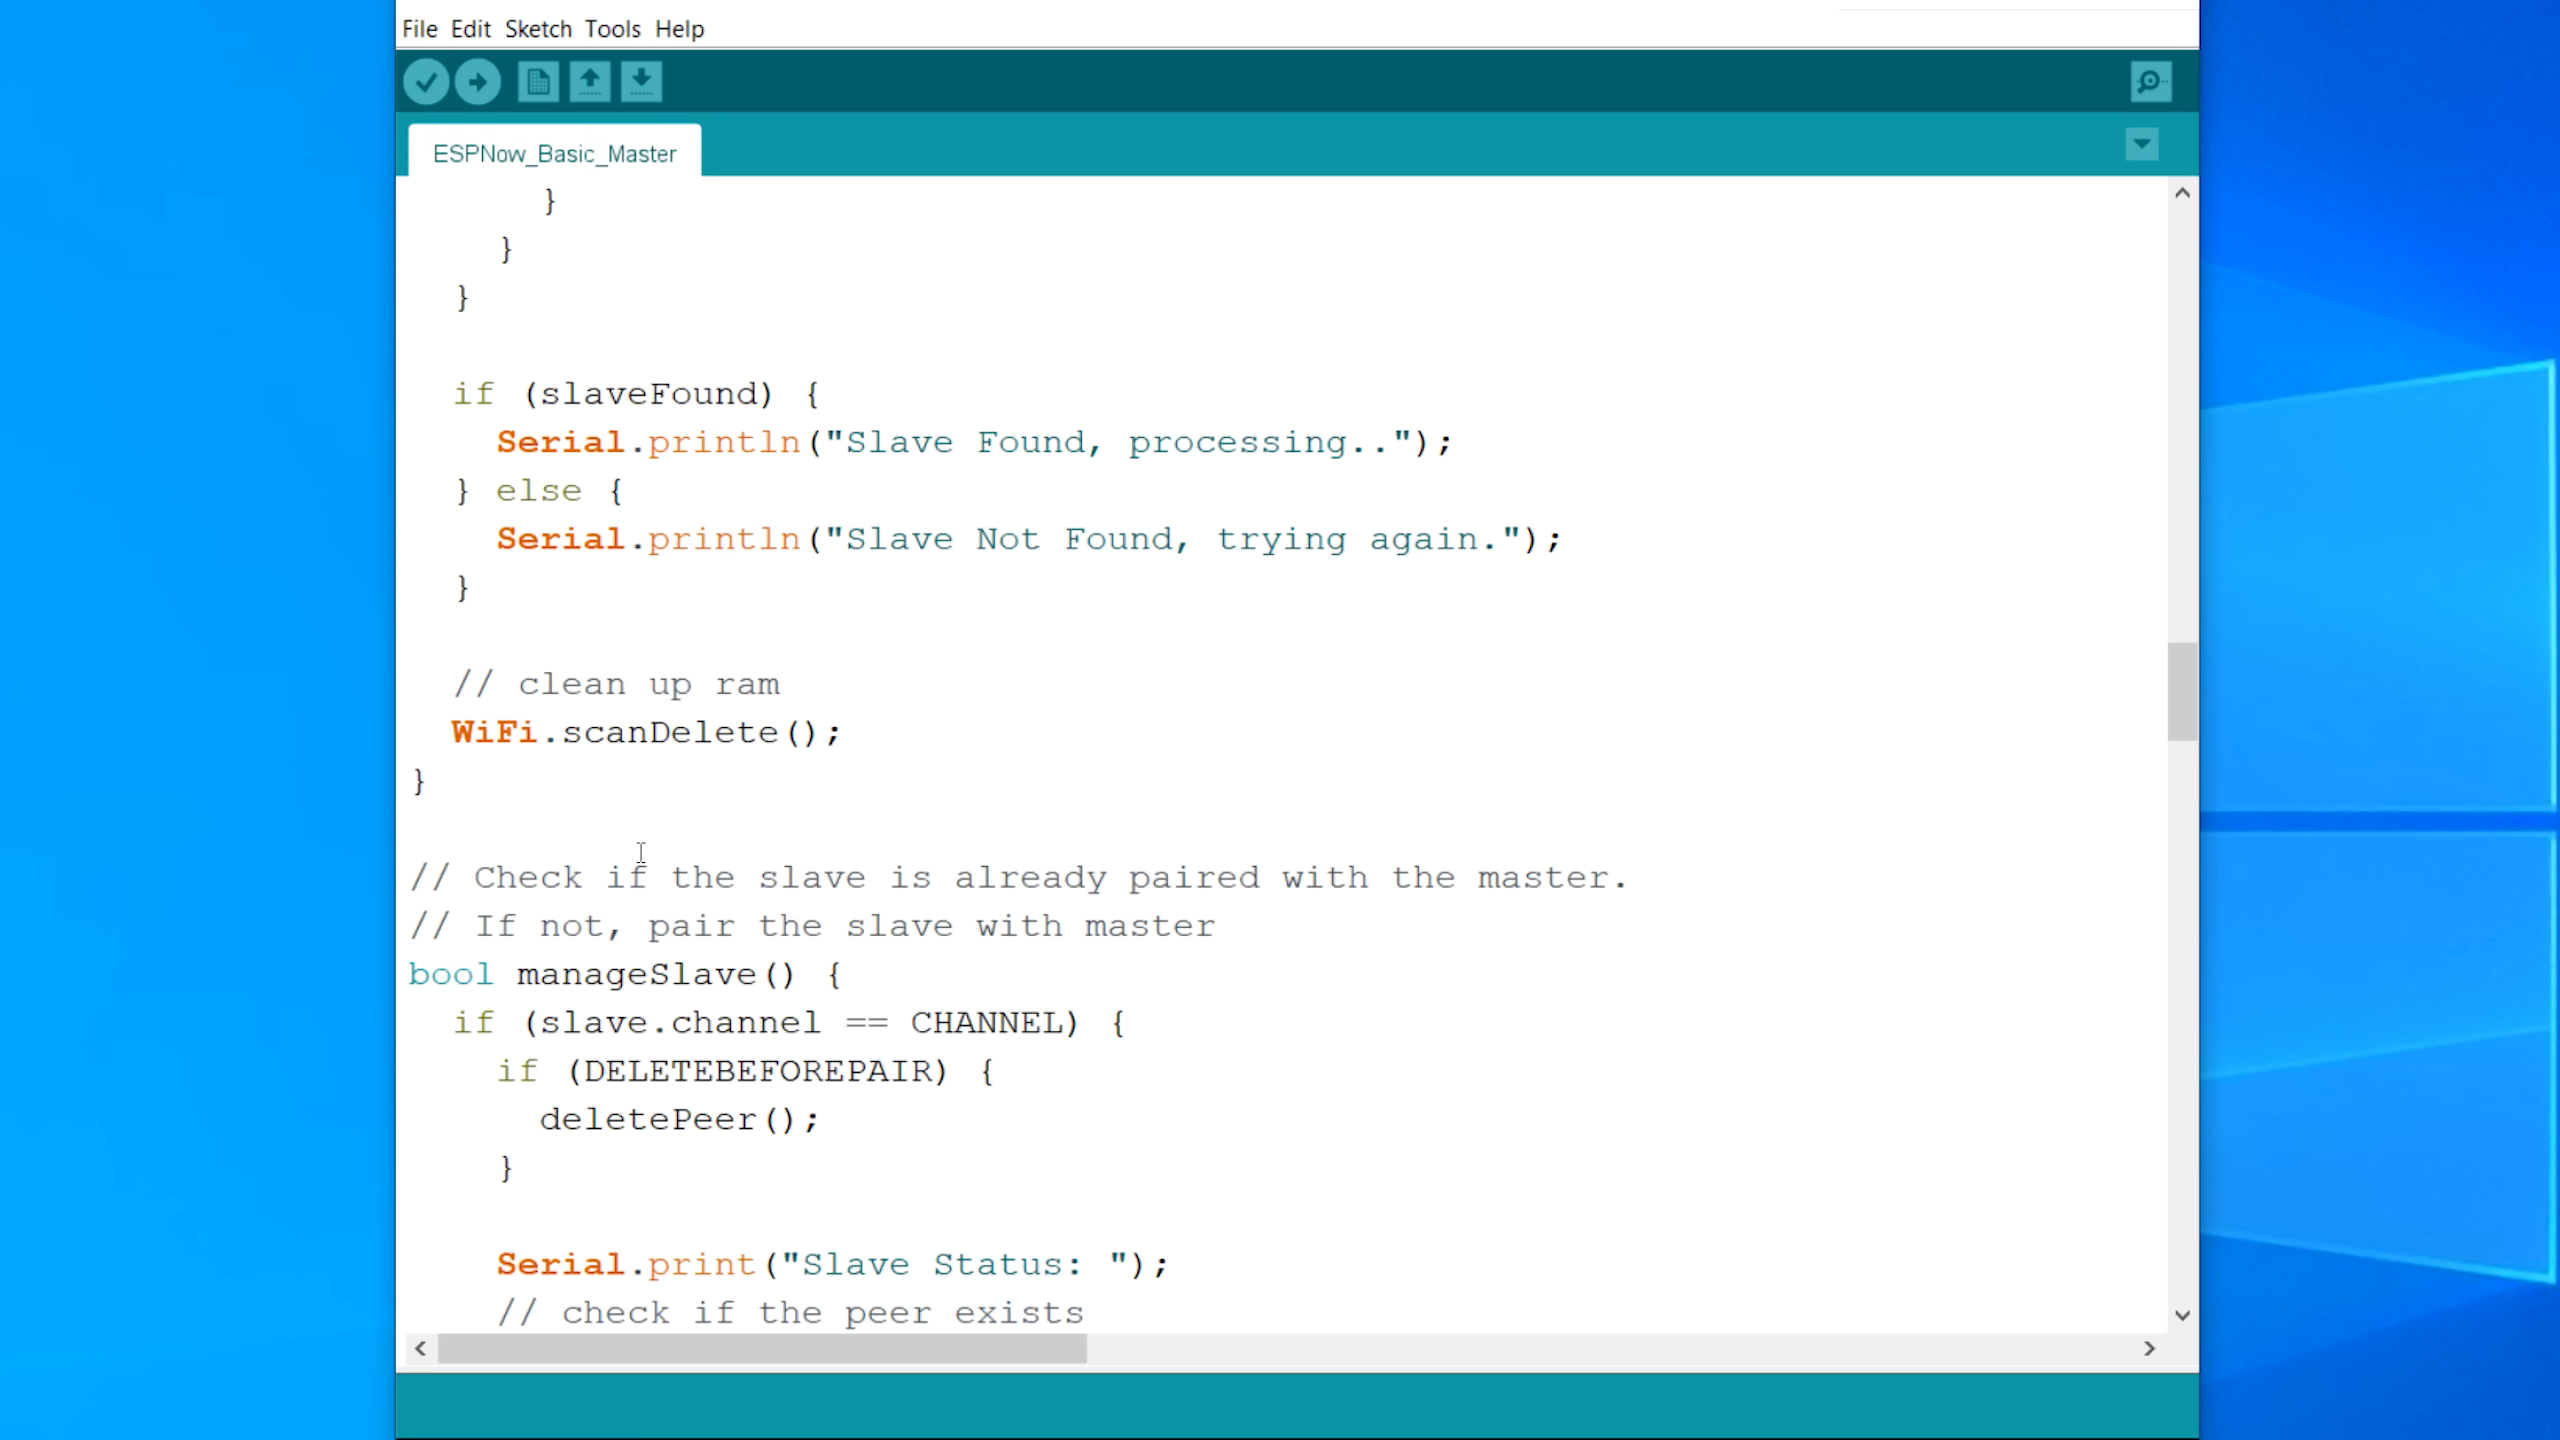 File Edit Sketch Tools Help
ESPNow_Basic_Master
}
}
}
if (slaveFound) {
Serial.println("Slave Found, processing..");
} else {
Serial.println("Slave Not Found, trying again.");
}
// clean up ram
WiFi.scanDelete();
}
// Check if the slave is already paired with the master.
// If not, pair the slave with master
bool manageSlave() {
if (slave.channel == CHANNEL) {
if (DELETEBEFOREPAIR) {
deletePeer();
}
Serial.print("Slave Status: ");
// check if the peer exists